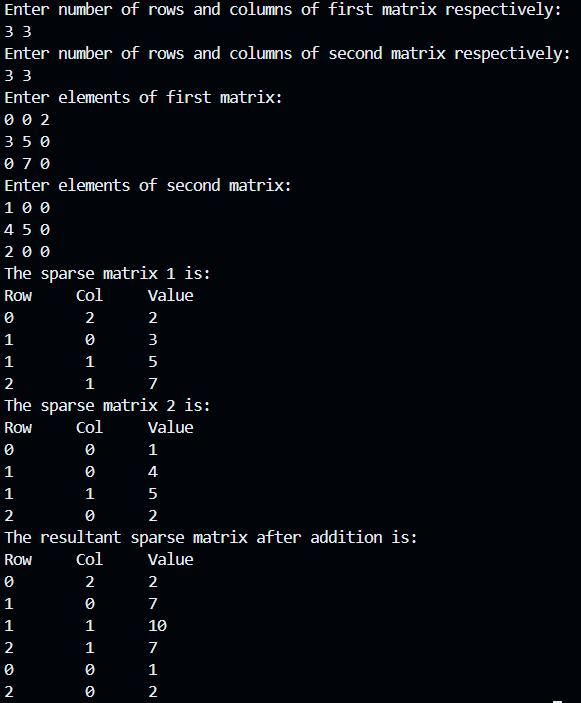 Enter number of rows and columns of first matrix respectively:
3 3
Enter number of rows and columns of second matrix respectively:
3 3
Enter elements of first matrix:
0 0 2
3 5 0
0 7 0
Enter elements of second matrix:
1 0 0
4 5 0
2 0 0
The sparse matrix 1 is:
Row Col Value
0 2 2
1 0 3
1 1 5
2 1 7
The sparse matrix 2 is:
Row Col Value
0 0 1
1 0 4
1 1 5
2 0 2
The resultant sparse matrix after addition is:
Row Col Value
0 2 2
1 0 7
1 1 10
2 1 7
0 0 1
2 0 2